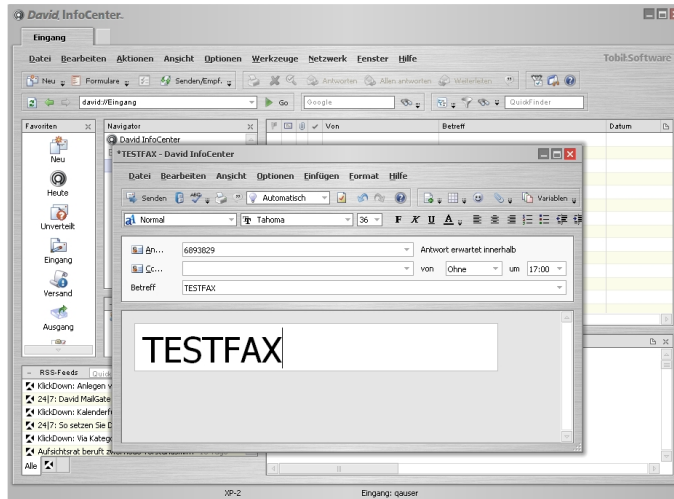 David. InfoCenter.
Eingang
Datei Bearbeiten Aktionen Ansicht Optionen Werkzeuge Netzwerk Fenster Hilfe Tobit.Software
Neu Formulare Senden/Empf. Antworten Allen antworten Weiterleiten
david://Eingang Go Google QuickFinder
Favoriten Navigator Von Betreff Datum
David InfoCenter
Neu
Heute
Unverteilt
Eingang
Versand
Ausgang
*TESTFAX - David InfoCenter
Datei Bearbeiten Ansicht Optionen Einfügen Format Hilfe
Senden Automatisch Variablen
Normal Tahoma 36 F K U A
An... 6893829 Antwort erwartet innerhalb
Cc... von Ohne um 17:00
Betreff TESTFAX
TESTFAX
RSS-Feeds
KlickDown: Anlegen
24|7: David MailGate
KlickDown: Kalenderf
24|7: So setzen Sie D
KlickDown: Via Katego
Aufsichtsrat beruft
Alle
XP-2 Eingang: qauser